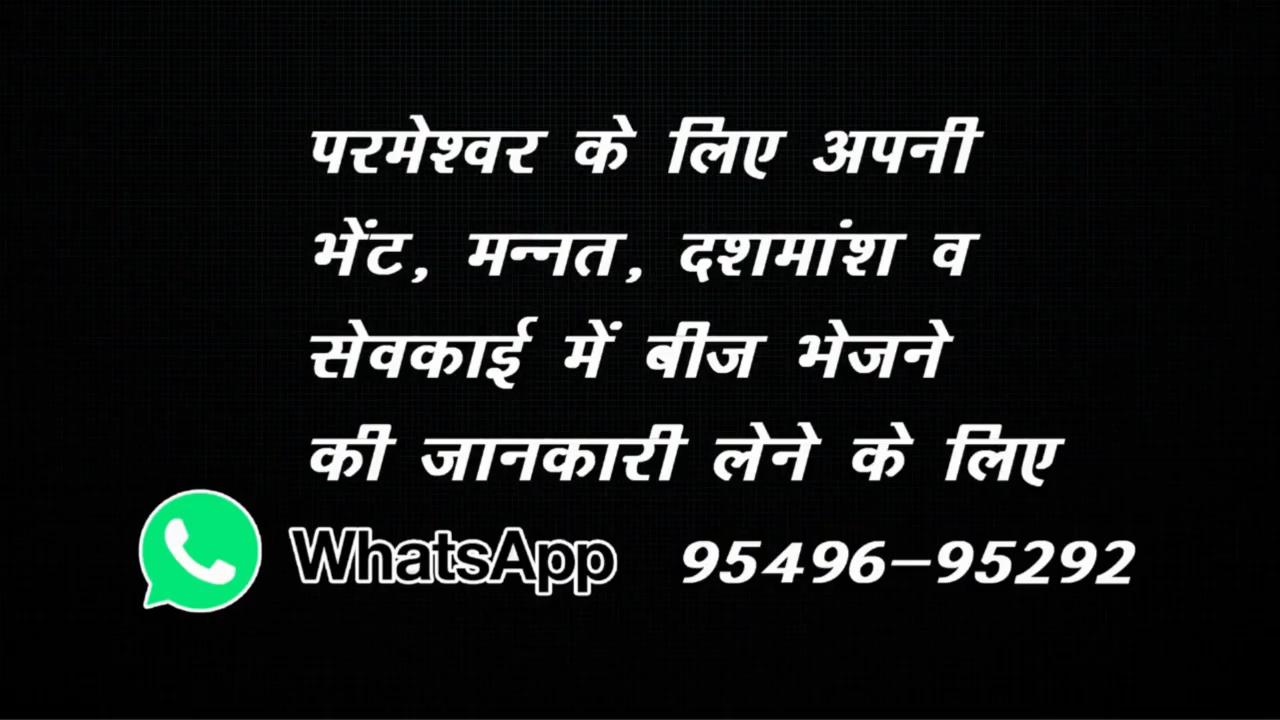 परमेश्वर के लिए अपनी
भेंट, मन्नत, दशमांश व
सेवकाई में बीज भेजने
की जानकारी लेने के लिए
WhatsApp 95496-95292